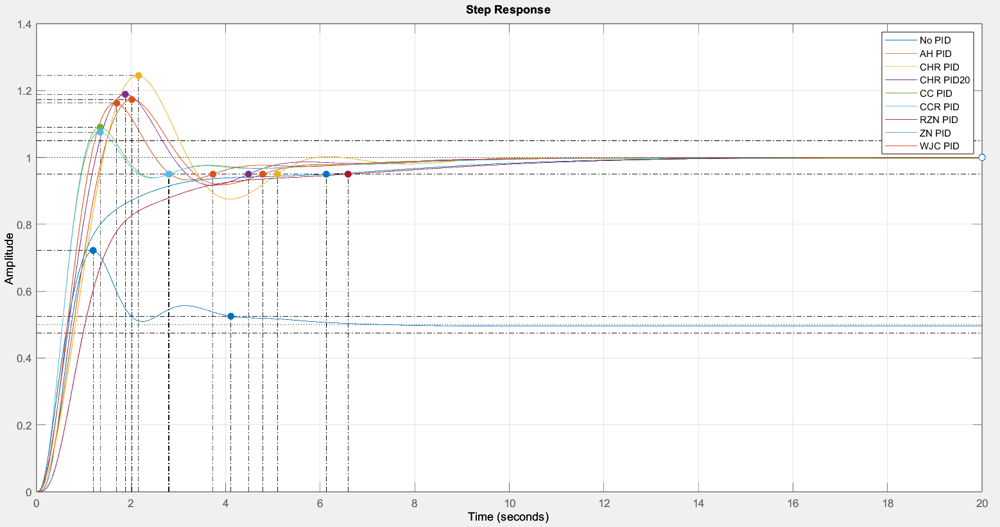 Step Response
1.4
1.2
1
0.8
0.6
0.4
0.2
0
Amplitude
No PID
AH PID
CHR PID
CHR PID20
CC PID
CCR PID
RZN PID
ZN PID
WJC PID
0 2 4 6 8 10 12 14 16 18 20
Time (seconds)